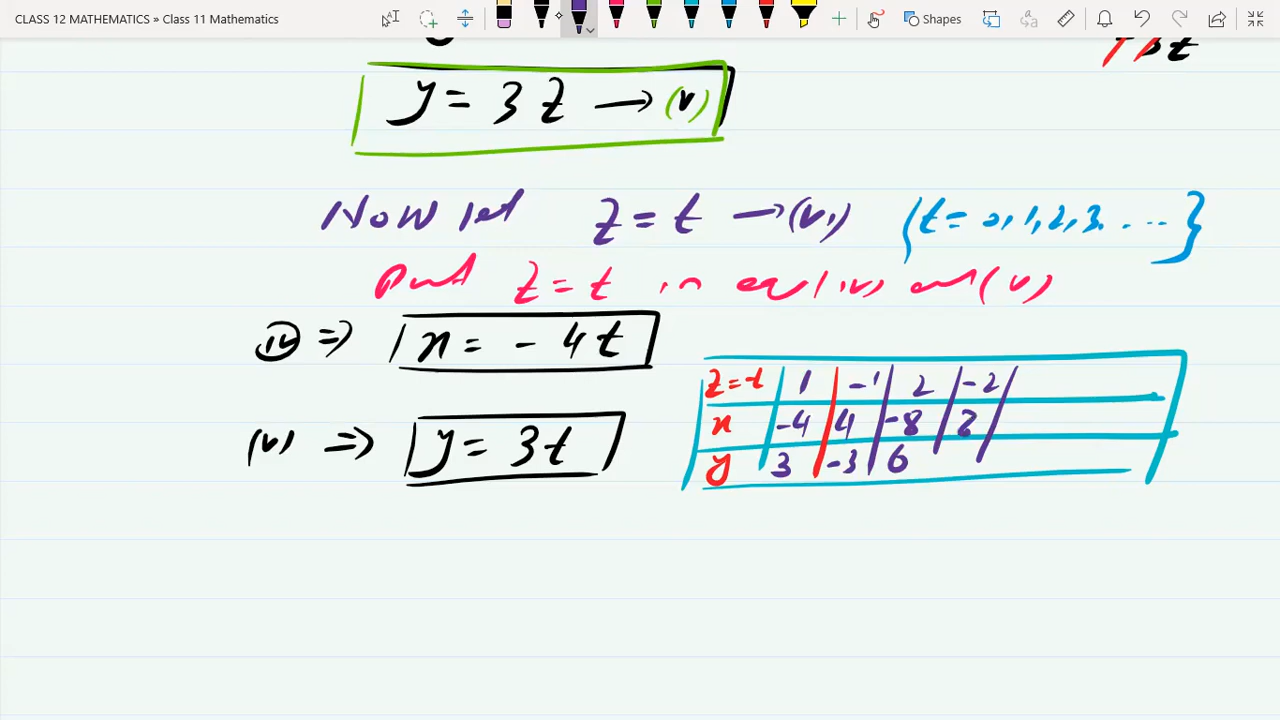 CLASS 12 MATHEMATICS » Class 11 Mathematics
Shapes
3t
y = 3z → (v)
Now let z = t → (vi) {t = 0, 1, 2, 3. ....}
Put z = t in eq (iv) and (v)
(iv) ⇒ x = - 4t
(v) ⇒ y = 3t
z = t 1 -1 2 -2
x -4 4 -8 8
y 3 -3 6